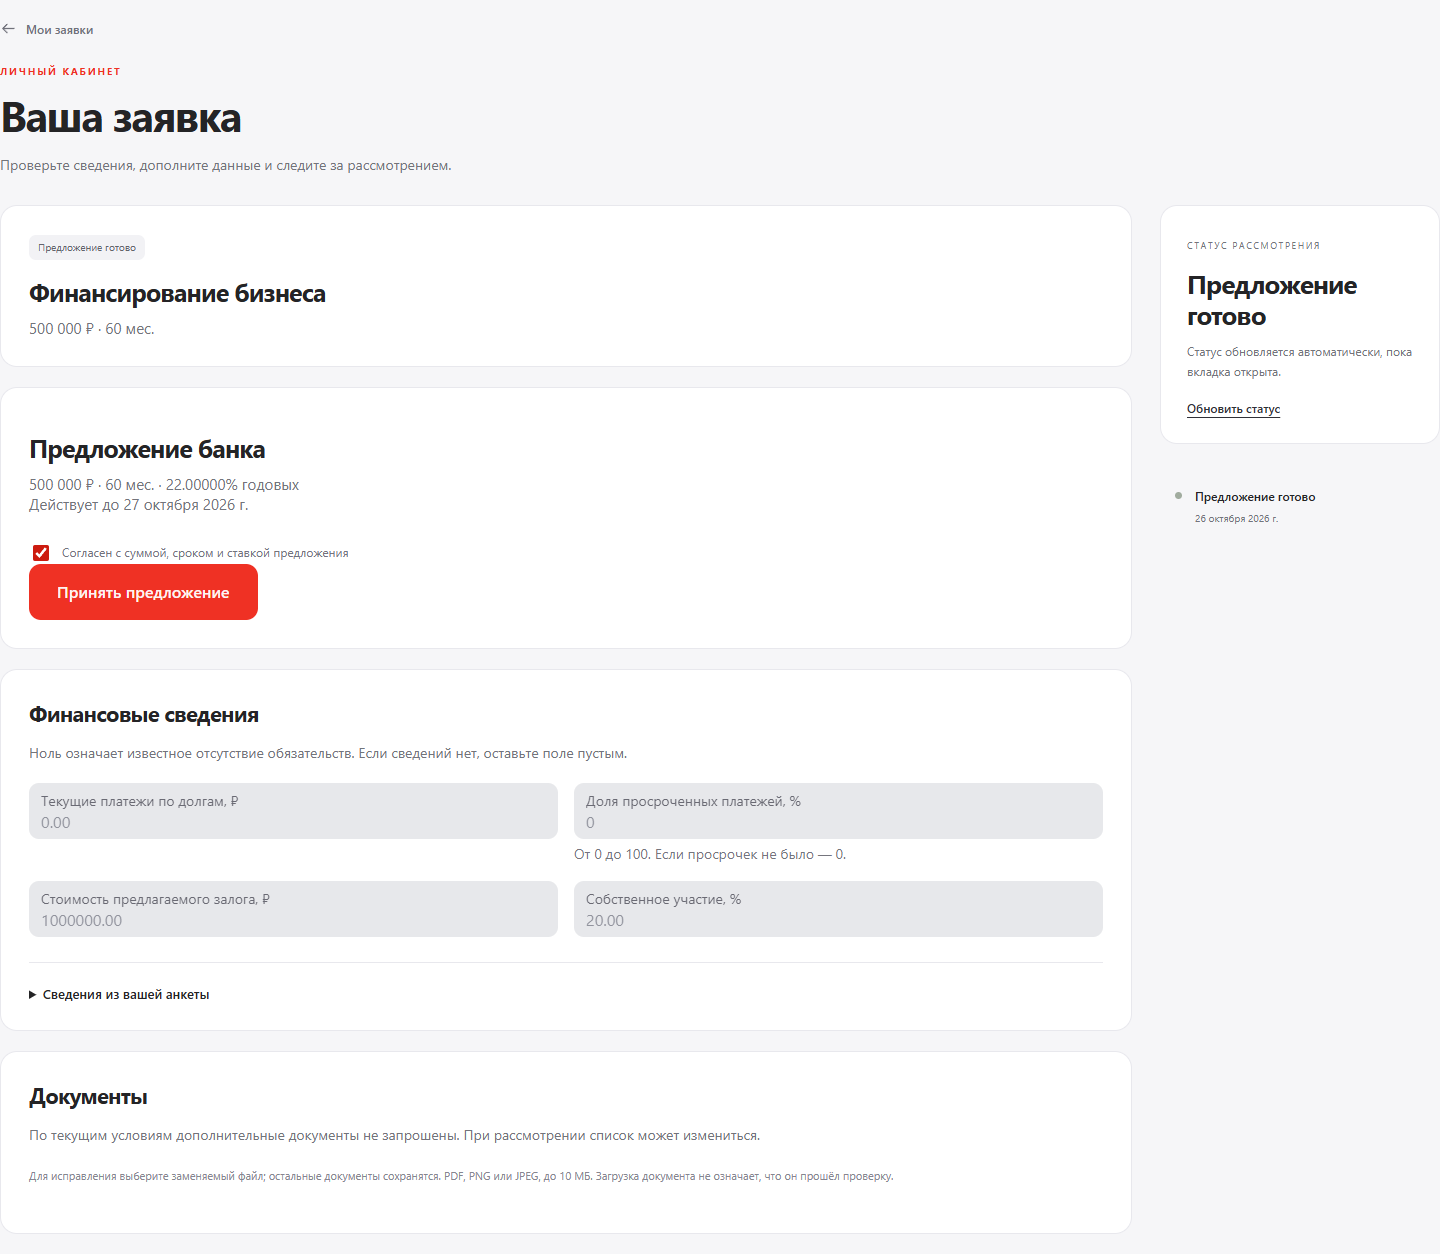 Мои заявки
ЛИЧНЫЙ КАБИНЕТ
Ваша заявка
Проверьте сведения, дополните данные и следите за рассмотрением.
Предложение готово
Финансирование бизнеса
500 000 ₽ · 60 мес.
Предложение банка
500 000 ₽ · 60 мес. · 22.00000% годовых
Действует до 27 октября 2026 г.
Согласен с суммой, сроком и ставкой предложения
Принять предложение
Финансовые сведения
Ноль означает известное отсутствие обязательств. Если сведений нет, оставьте поле пустым.
Текущие платежи по долгам, ₽
0.00
Доля просроченных платежей, %
0
От 0 до 100. Если просрочек не было — 0.
Стоимость предлагаемого залога, ₽
1000000.00
Собственное участие, %
20.00
Сведения из вашей анкеты
Документы
По текущим условиям дополнительные документы не запрошены. При рассмотрении список может измениться.
Для исправления выберите заменяемый файл; остальные документы сохранятся. PDF, PNG или JPEG, до 10 МБ. Загрузка документа не означает, что он прошёл проверку.
СТАТУС РАССМОТРЕНИЯ
Предложение
готово
Статус обновляется автоматически, пока
вкладка открыта.
Обновить статус
Предложение готово
26 октября 2026 г.